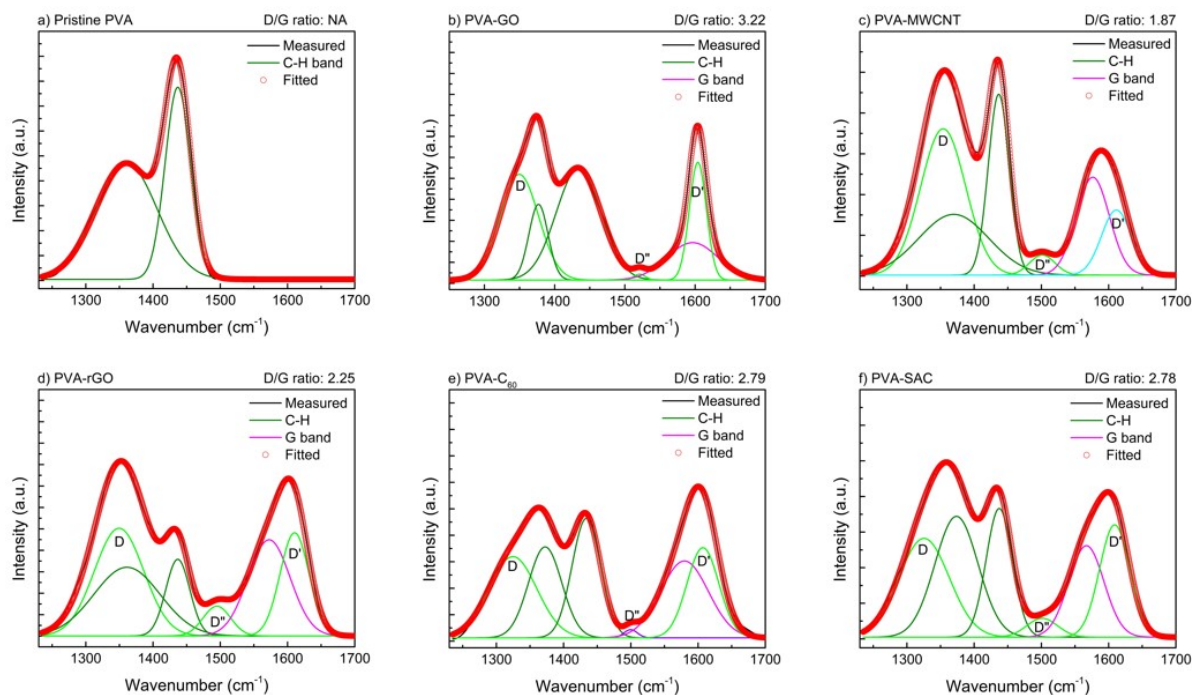 a) Pristine PVA D/G ratio: NA
Measured
C-H band
Fitted
Intensity (a.u.)
1300 1400 1500 1600 1700
Wavenumber (cm⁻¹)
b) PVA-GO D/G ratio: 3.22
Measured
C-H
G band
Fitted
D
D'
D"
Intensity (a.u.)
1300 1400 1500 1600 1700
Wavenumber (cm⁻¹)
c) PVA-MWCNT D/G ratio: 1.87
Measured
C-H
G band
Fitted
D
D'
D"
Intensity (a.u.)
1300 1400 1500 1600 1700
Wavenumber (cm⁻¹)
d) PVA-rGO D/G ratio: 2.25
Measured
C-H
G band
Fitted
D
D'
D"
Intensity (a.u.)
1300 1400 1500 1600 1700
Wavenumber (cm⁻¹)
e) PVA-C₆₀ D/G ratio: 2.79
Measured
C-H
G band
Fitted
D
D'
D"
Intensity (a.u.)
1300 1400 1500 1600 1700
Wavenumber (cm⁻¹)
f) PVA-SAC D/G ratio: 2.78
Measured
C-H
G band
Fitted
D
D'
D"
Intensity (a.u.)
1300 1400 1500 1600 1700
Wavenumber (cm⁻¹)